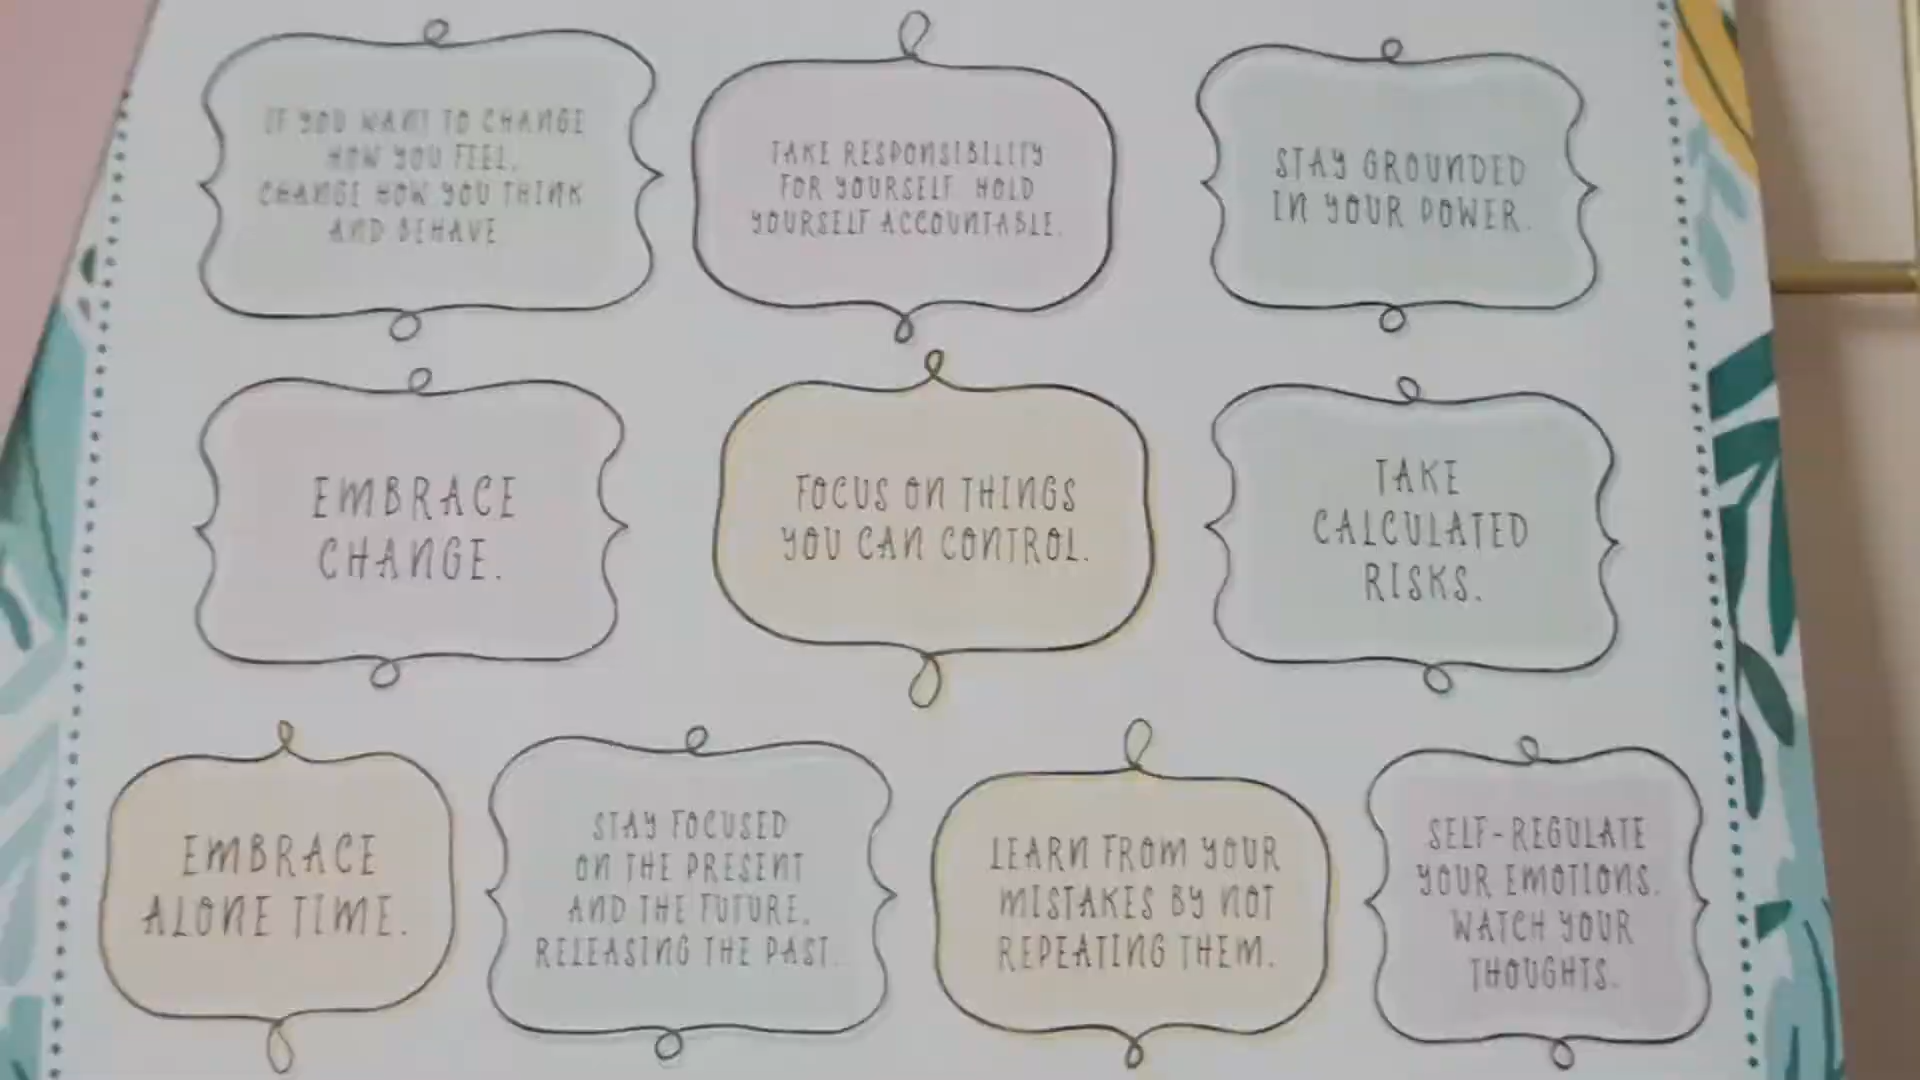 IF YOU WANT TO CHANGE
HOW YOU FEEL,
CHANGE HOW YOU THINK
AND BEHAVE
TAKE RESPONSIBILITY
FOR YOURSELF. HOLD
YOURSELF ACCOUNTABLE.
STAY GROUNDED
IN YOUR POWER.
EMBRACE
CHANGE.
FOCUS ON THINGS
YOU CAN CONTROL.
TAKE
CALCULATED
RISKS.
EMBRACE
ALONE TIME.
STAY FOCUSED
ON THE PRESENT
AND THE FUTURE,
RELEASING THE PAST.
LEARN FROM YOUR
MISTAKES BY NOT
REPEATING THEM.
SELF-REGULATE
YOUR EMOTIONS.
WATCH YOUR
THOUGHTS.